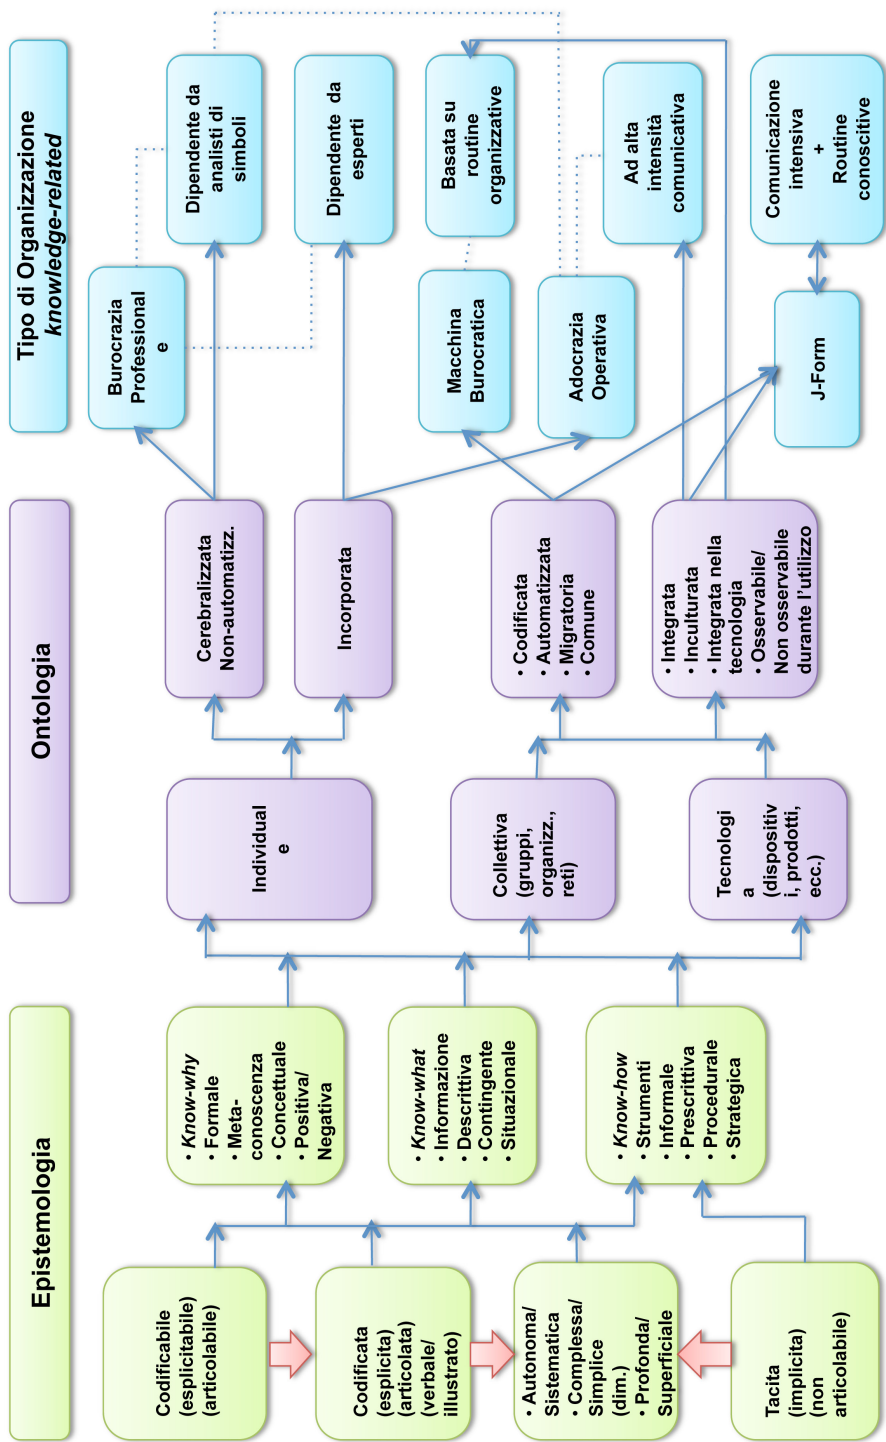 Epistemologia
Ontologia
Tipo di Organizzazione
knowledge-related
Codificabile
(esplicitabile)
(articolabile)
Codificata
(esplicita)
(articolata)
(verbale/
illustrato)
• Autonoma/
Sistematica
• Complessa/
Simplice
(dim.)
• Profonda/
Superficiale
Tacita
(implicita)
(non
articolabile)
• Know-why
• Formale
• Meta-
conoscenza
• Concettuale
• Positiva/
Negativa
• Know-what
• Informazione
• Descrittiva
• Contingente
• Situazionale
• Know-how
• Strumenti
• Informale
• Prescrittiva
• Procedurale
• Strategica
Individual
e
Collettiva
(gruppi,
organizz.,
reti)
Tecnologi
a
(dispositiv
i, prodotti,
ecc.)
Cerebralizzata
Non-automatizz.
Incorporata
• Codificata
• Automatizzata
• Migratoria
• Comune
• Integrata
• Inculturata
• Integrata nella
tecnologia
• Osservabile/
Non osservabile
durante l'utilizzo
Burocrazia
Professional
e
Dipendente da
analisti di
simboli
Dipendente da
esperti
Macchina
Burocratica
Basata su
routine
organizzative
Adocrazia
Operativa
Ad alta
intensità
comunicativa
J-Form
Comunicazione
intensiva
+
Routine
conoscitive